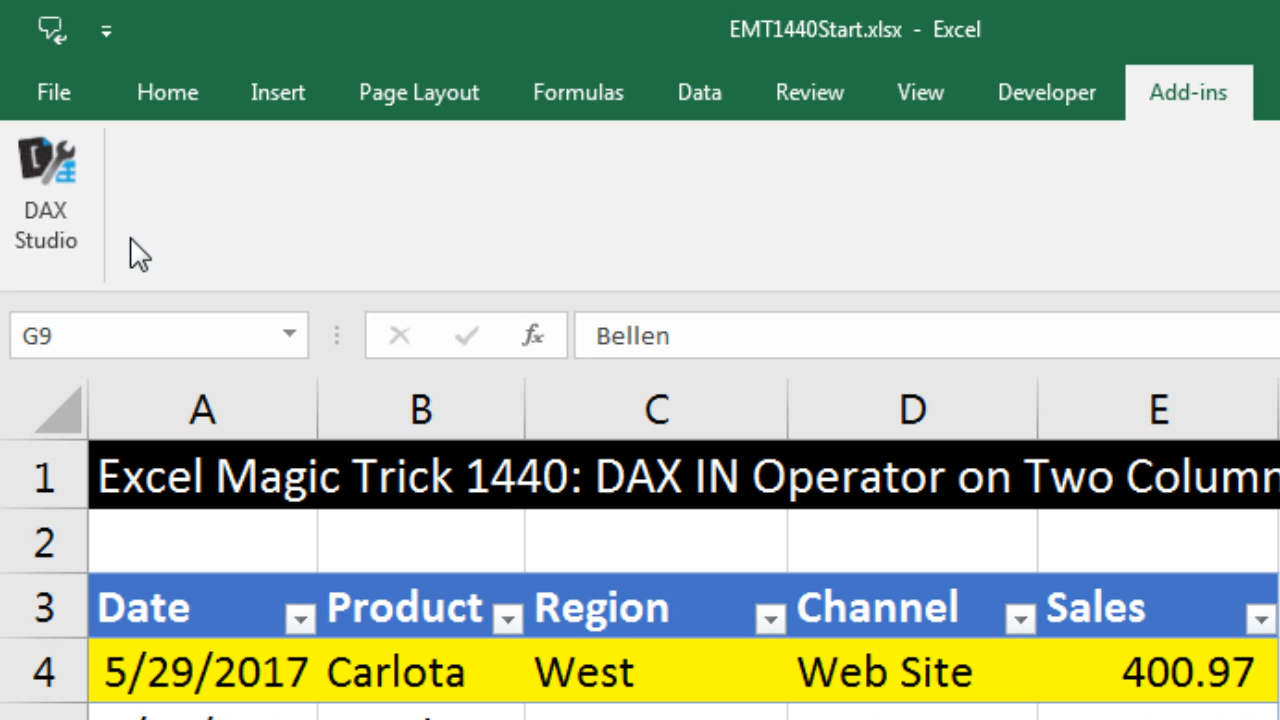 EMT1440Start.xlsx - Excel
File Home Insert Page Layout Formulas Data Review View Developer Add-ins
DAX
Studio
G9 fx Bellen
A B C D E
1 Excel Magic Trick 1440: DAX IN Operator on Two Column
2
3 Date Product Region Channel Sales
4 5/29/2017 Carlota West Web Site 400.97